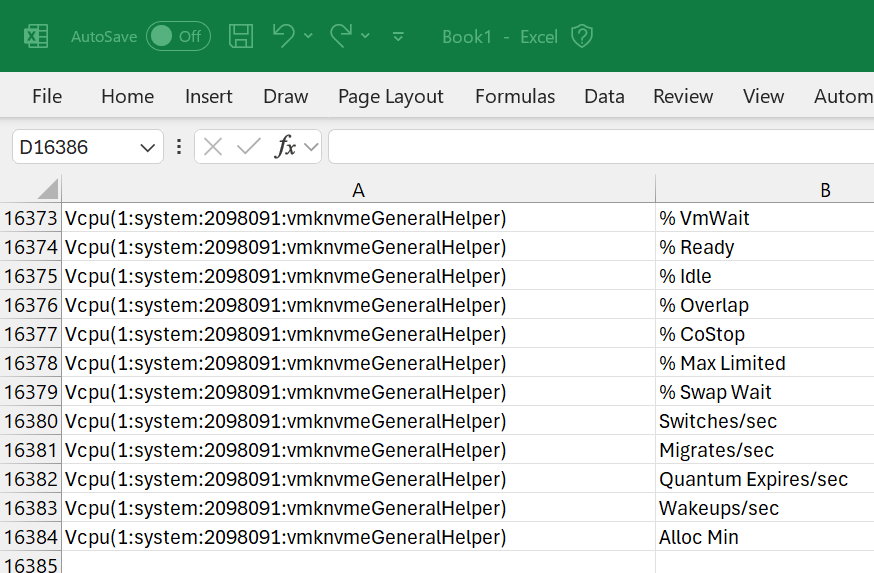 AutoSave Off Book1 - Excel
File Home Insert Draw Page Layout Formulas Data Review View Autom
D16386 fx
A B
16373 Vcpu(1:system:2098091:vmknvmeGeneralHelper) % VmWait
16374 Vcpu(1:system:2098091:vmknvmeGeneralHelper) % Ready
16375 Vcpu(1:system:2098091:vmknvmeGeneralHelper) % Idle
16376 Vcpu(1:system:2098091:vmknvmeGeneralHelper) % Overlap
16377 Vcpu(1:system:2098091:vmknvmeGeneralHelper) % CoStop
16378 Vcpu(1:system:2098091:vmknvmeGeneralHelper) % Max Limited
16379 Vcpu(1:system:2098091:vmknvmeGeneralHelper) % Swap Wait
16380 Vcpu(1:system:2098091:vmknvmeGeneralHelper) Switches/sec
16381 Vcpu(1:system:2098091:vmknvmeGeneralHelper) Migrates/sec
16382 Vcpu(1:system:2098091:vmknvmeGeneralHelper) Quantum Expires/sec
16383 Vcpu(1:system:2098091:vmknvmeGeneralHelper) Wakeups/sec
16384 Vcpu(1:system:2098091:vmknvmeGeneralHelper) Alloc Min
16385